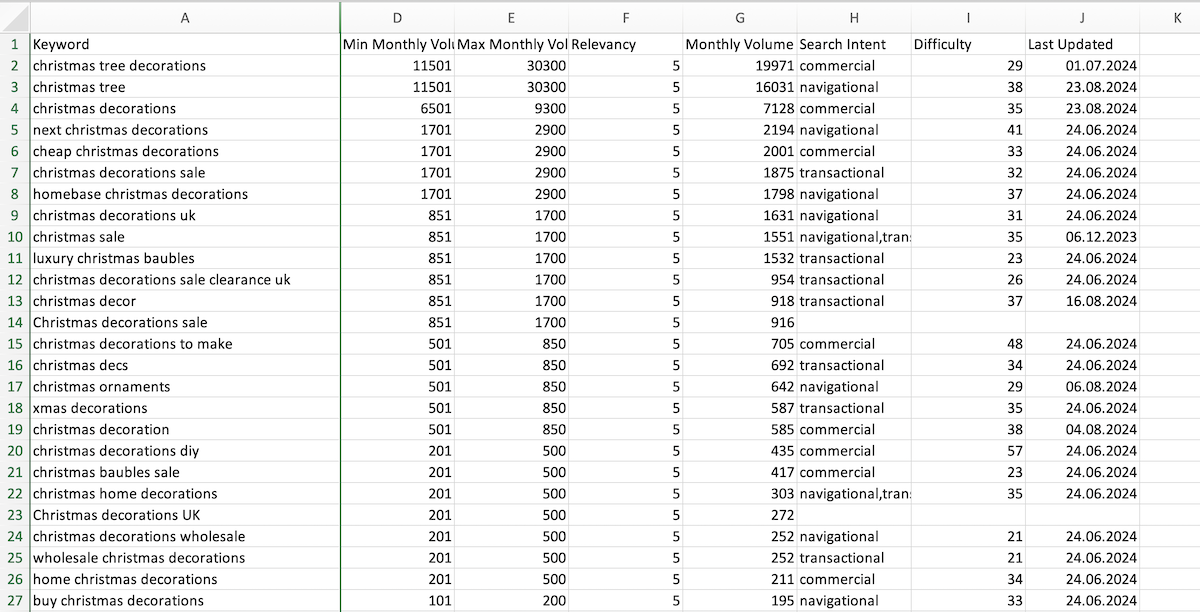 A D E F G H I J K
1 Keyword Min Monthly Volu Max Monthly Vol Relevancy Monthly Volume Search Intent Difficulty Last Updated
2 christmas tree decorations 11501 30300 5 19971 commercial 29 01.07.2024
3 christmas tree 11501 30300 5 16031 navigational 38 23.08.2024
4 christmas decorations 6501 9300 5 7128 commercial 35 23.08.2024
5 next christmas decorations 1701 2900 5 2194 navigational 41 24.06.2024
6 cheap christmas decorations 1701 2900 5 2001 commercial 33 24.06.2024
7 christmas decorations sale 1701 2900 5 1875 transactional 32 24.06.2024
8 homebase christmas decorations 1701 2900 5 1798 navigational 37 24.06.2024
9 christmas decorations uk 851 1700 5 1631 navigational 31 24.06.2024
10 christmas sale 851 1700 5 1551 navigational,trans 35 06.12.2023
11 luxury christmas baubles 851 1700 5 1532 transactional 23 24.06.2024
12 christmas decorations sale clearance uk 851 1700 5 954 transactional 26 24.06.2024
13 christmas decor 851 1700 5 918 transactional 37 16.08.2024
14 Christmas decorations sale 851 1700 5 916
15 christmas decorations to make 501 850 5 705 commercial 48 24.06.2024
16 christmas decs 501 850 5 692 transactional 34 24.06.2024
17 christmas ornaments 501 850 5 642 navigational 29 06.08.2024
18 xmas decorations 501 850 5 587 transactional 35 24.06.2024
19 christmas decoration 501 850 5 585 commercial 38 04.08.2024
20 christmas decorations diy 201 500 5 435 commercial 57 24.06.2024
21 christmas baubles sale 201 500 5 417 commercial 23 24.06.2024
22 christmas home decorations 201 500 5 303 navigational,trans 35 24.06.2024
23 Christmas decorations UK 201 500 5 272
24 christmas decorations wholesale 201 500 5 252 navigational 21 24.06.2024
25 wholesale christmas decorations 201 500 5 252 transactional 21 24.06.2024
26 home christmas decorations 201 500 5 211 commercial 34 24.06.2024
27 buy christmas decorations 101 200 5 195 navigational 33 24.06.2024